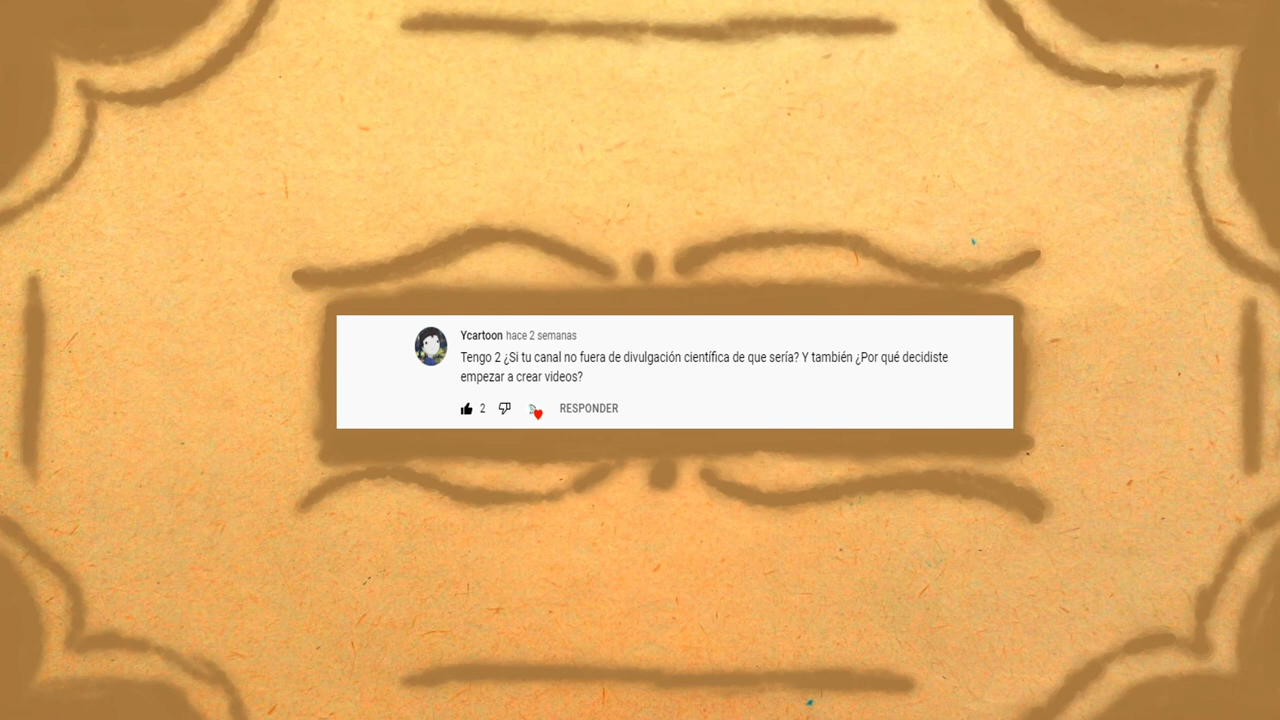 Ycartoon hace 2 semanas
Tengo 2 ¿Si tu canal no fuera de divulgación científica de que sería? Y también ¿Por qué decidiste
empezar a crear videos?
2 RESPONDER